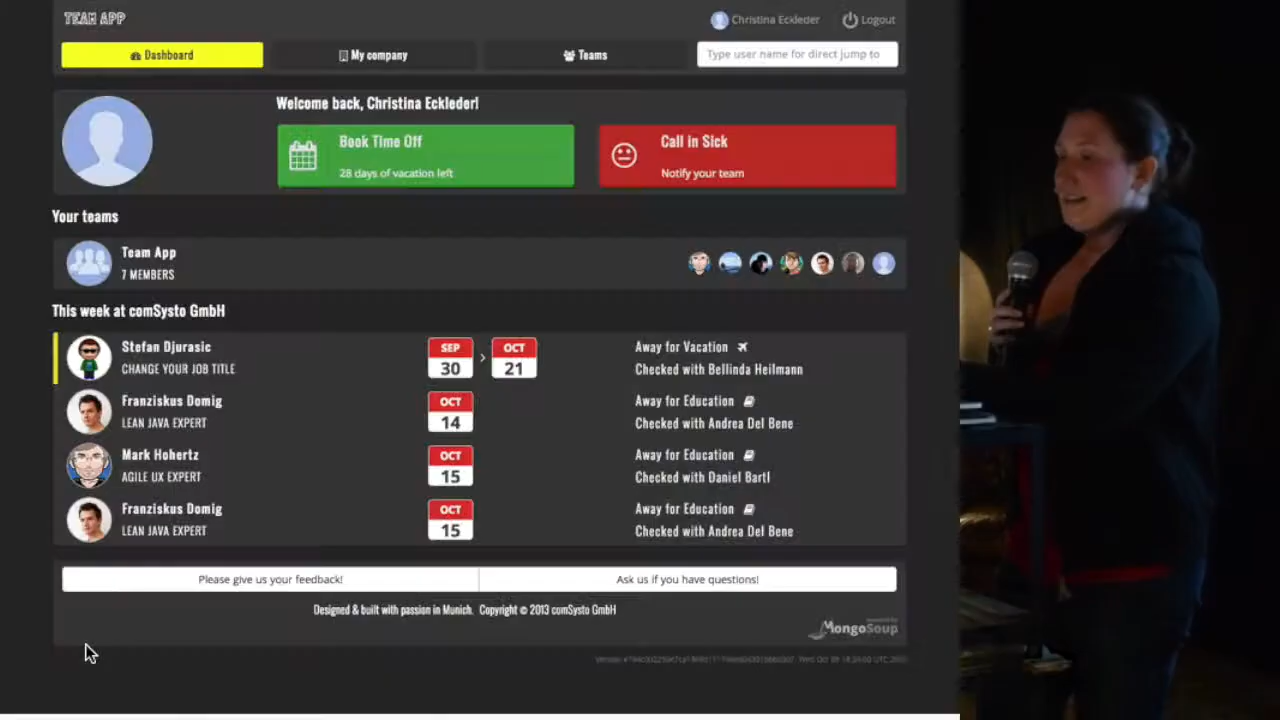 TEAM APP
Christina Eckleder
Logout
Dashboard
My company
Teams
Type user name for direct jump to
Welcome back, Christina Eckleder!
Book Time Off
28 days of vacation left
Call in Sick
Notify your team
Your teams
Team App
7 MEMBERS
This week at comSysto GmbH
Stefan Djurasic
CHANGE YOUR JOB TITLE
SEP
30
>
OCT
21
Away for Vacation
Checked with Bellinda Heilmann
Franziskus Domig
LEAN JAVA EXPERT
OCT
14
Away for Education
Checked with Andrea Del Bene
Mark Hohertz
AGILE UX EXPERT
OCT
15
Away for Education
Checked with Daniel Bartl
Franziskus Domig
LEAN JAVA EXPERT
OCT
15
Away for Education
Checked with Andrea Del Bene
Please give us your feedback!
Ask us if you have questions!
Designed & built with passion in Munich. Copyright © 2013 comSysto GmbH
MongoSoup